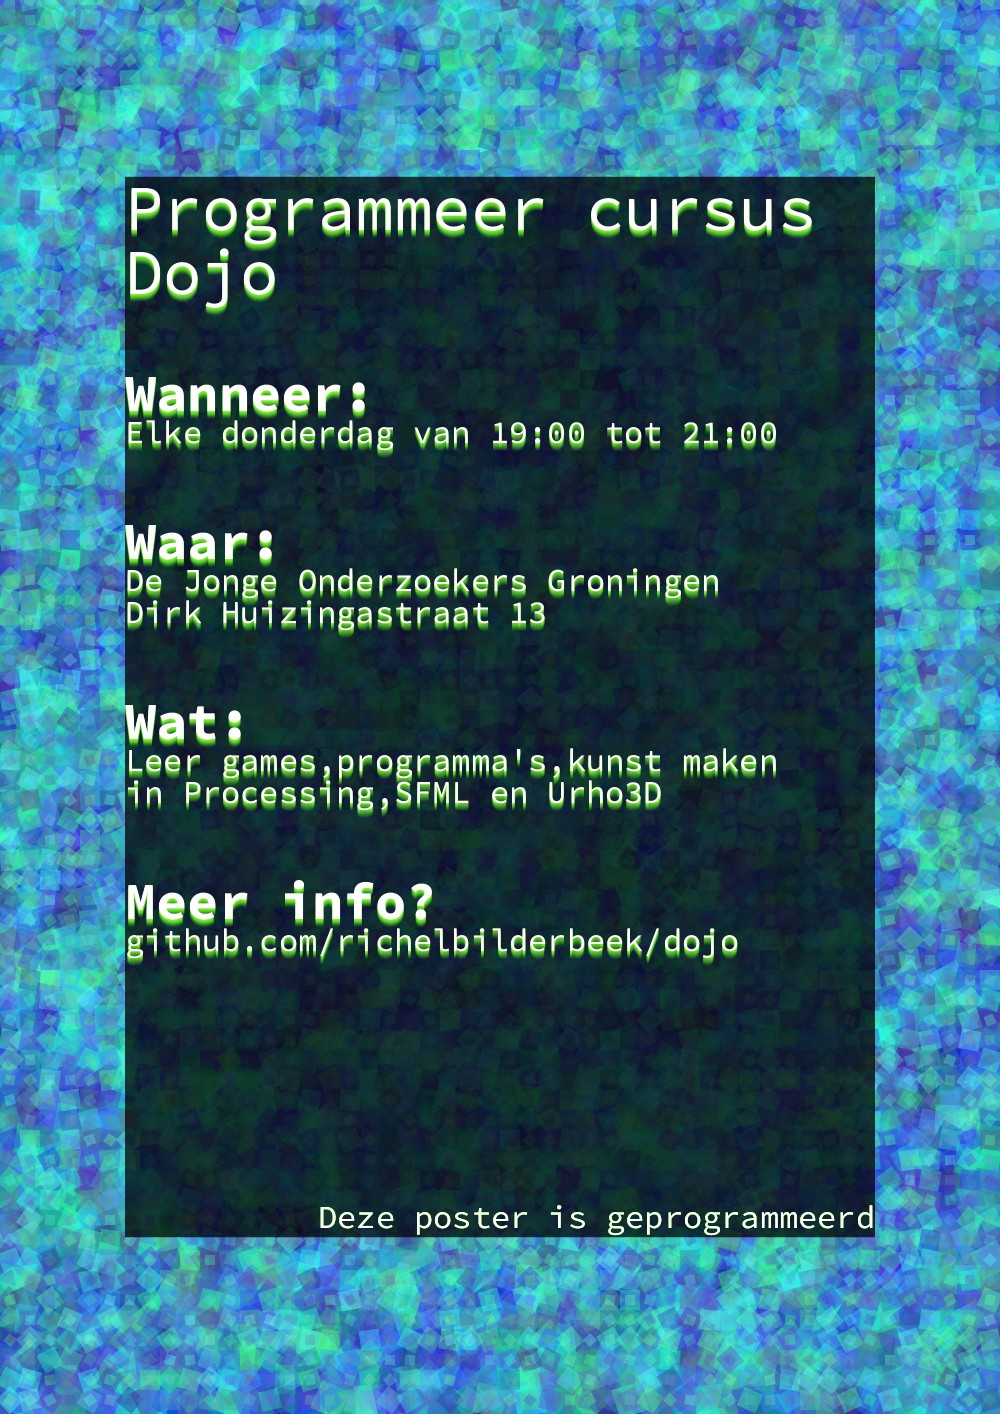 Programmeer cursus
Dojo
Wanneer:
Elke donderdag van 19:00 tot 21:00
Waar:
De Jonge Onderzoekers Groningen
Dirk Huizingastraat 13
Wat:
Leer games,programma's,kunst maken
in Processing,SFML en Urho3D
Meer info?
github.com/richelbilderbeek/dojo
Deze poster is geprogrammeerd